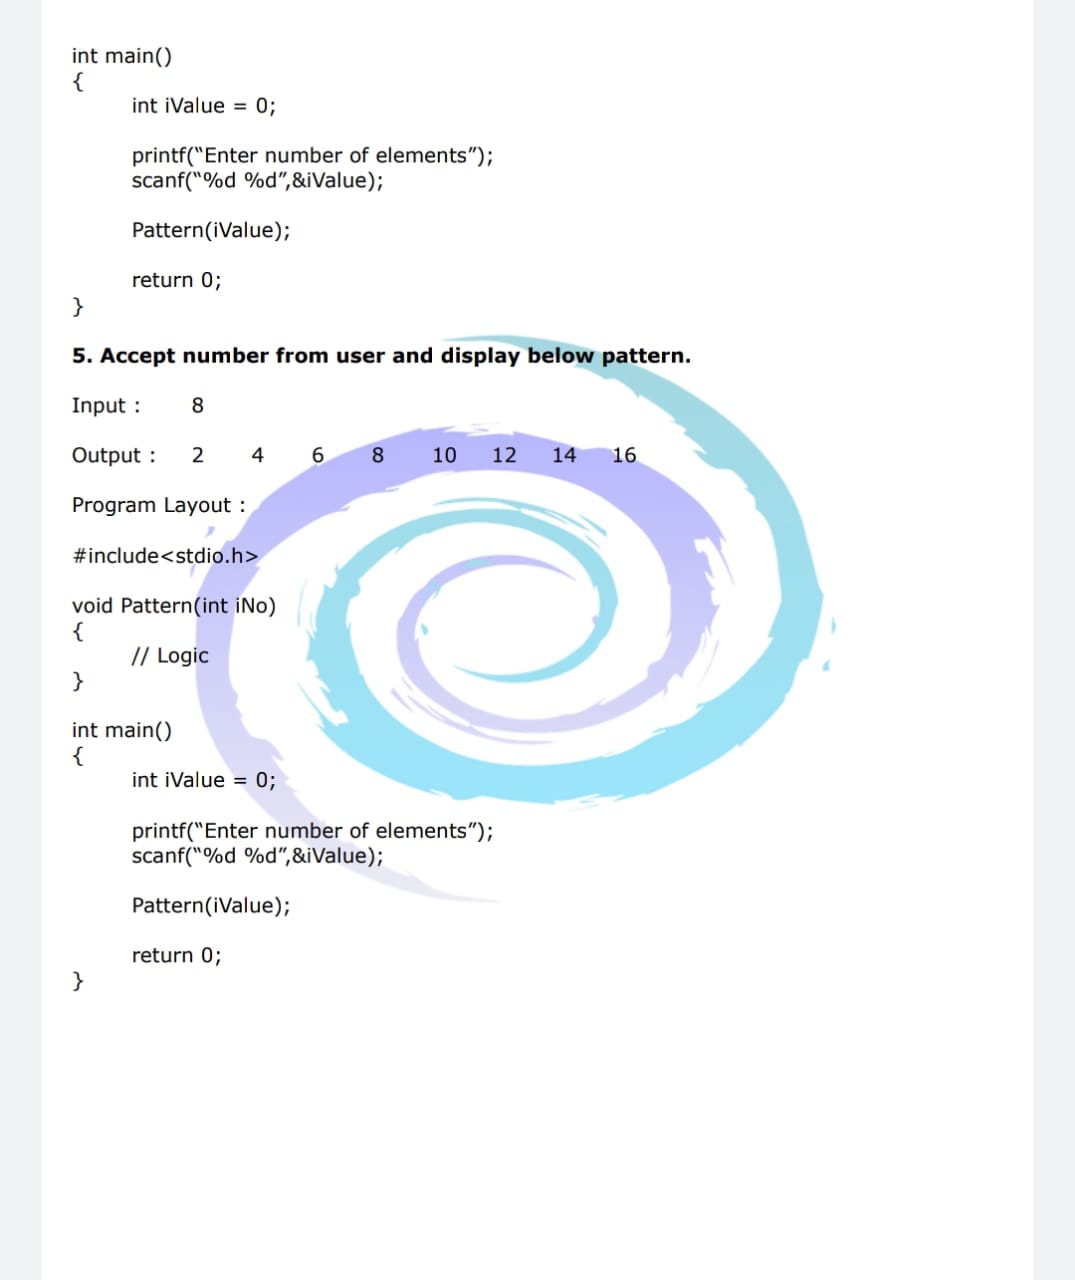 int main()
{
int iValue = 0;
printf(“Enter number of elements”);
scanf(“%d %d”,&iValue);
Pattern(iValue);
return 0;
}
5. Accept number from user and display below pattern.
Input : 8
Output : 2 4 6 8 10 12 14 16
Program Layout :
#include<stdio.h>
void Pattern(int iNo)
{
// Logic
}
int main()
{
int iValue = 0;
printf(“Enter number of elements”);
scanf(“%d %d”,&iValue);
Pattern(iValue);
return 0;
}